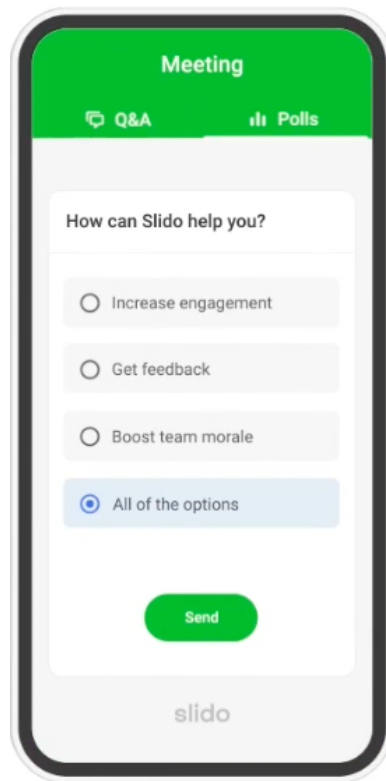 Meeting
Q&A
Polls
How can Slido help you?
Increase engagement
Get feedback
Boost team morale
All of the options
Send
slido